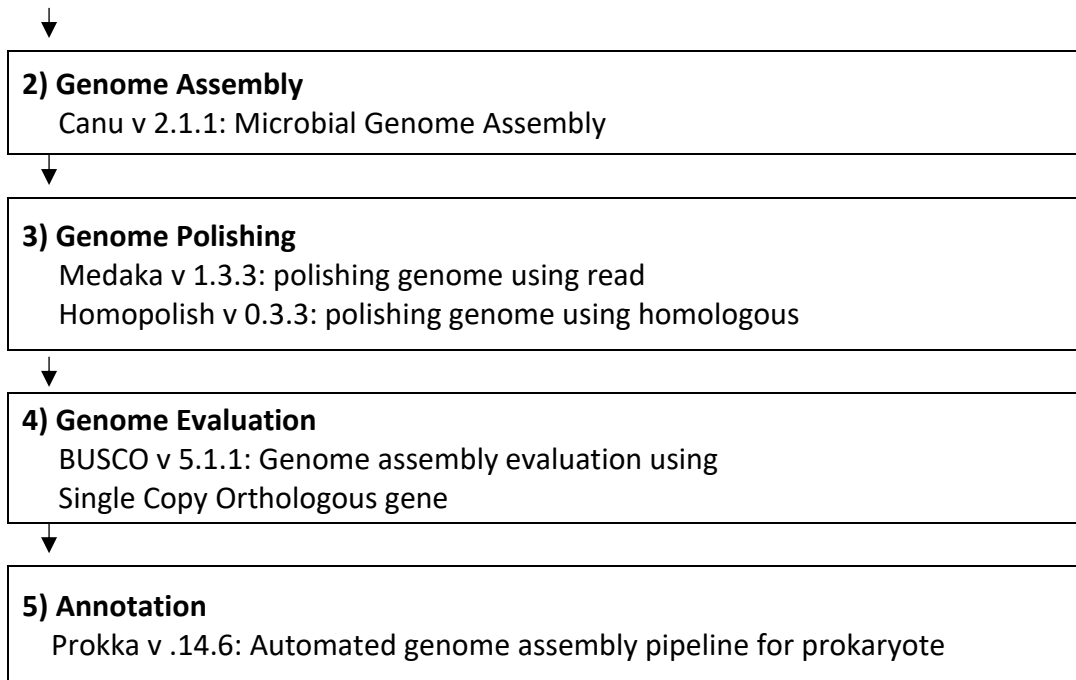 2) Genome Assembly
Canu v 2.1.1: Microbial Genome Assembly
3) Genome Polishing
Medaka v 1.3.3: polishing genome using read
Homopolish v 0.3.3: polishing genome using homologous
4) Genome Evaluation
BUSCO v 5.1.1: Genome assembly evaluation using
Single Copy Orthologous gene
5) Annotation
Prokka v .14.6: Automated genome assembly pipeline for prokaryote